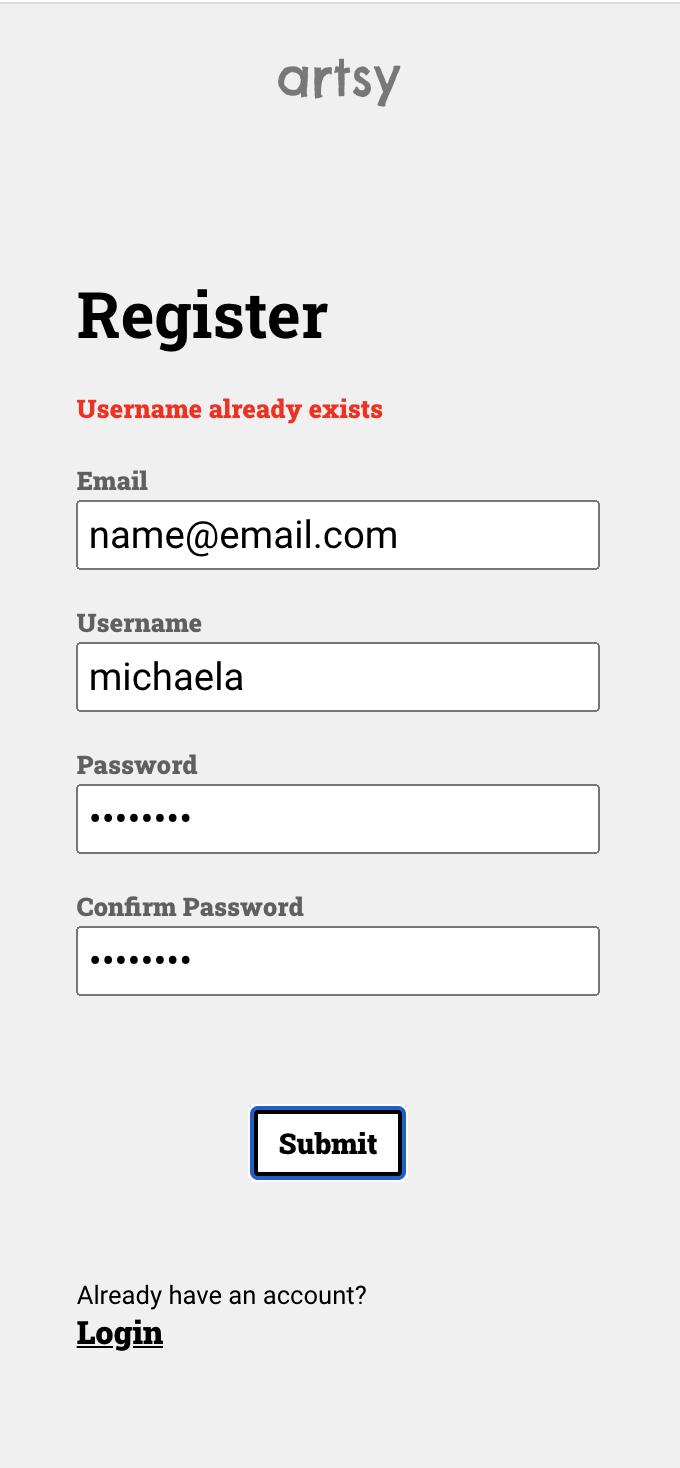 artsy
Register
Username already exists
Email
name@email.com
Username
michaela
Password
••••••••
Confirm Password
••••••••
Submit
Already have an account?
Login